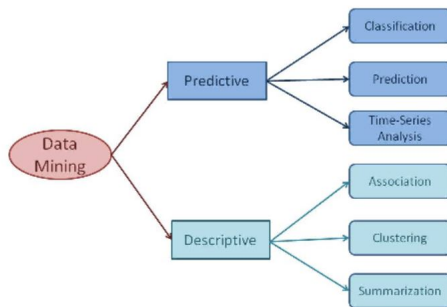 Classification
Predictive
Prediction
Time-Series
Analysis
Data
Mining
Association
Descriptive
Clustering
Summarization